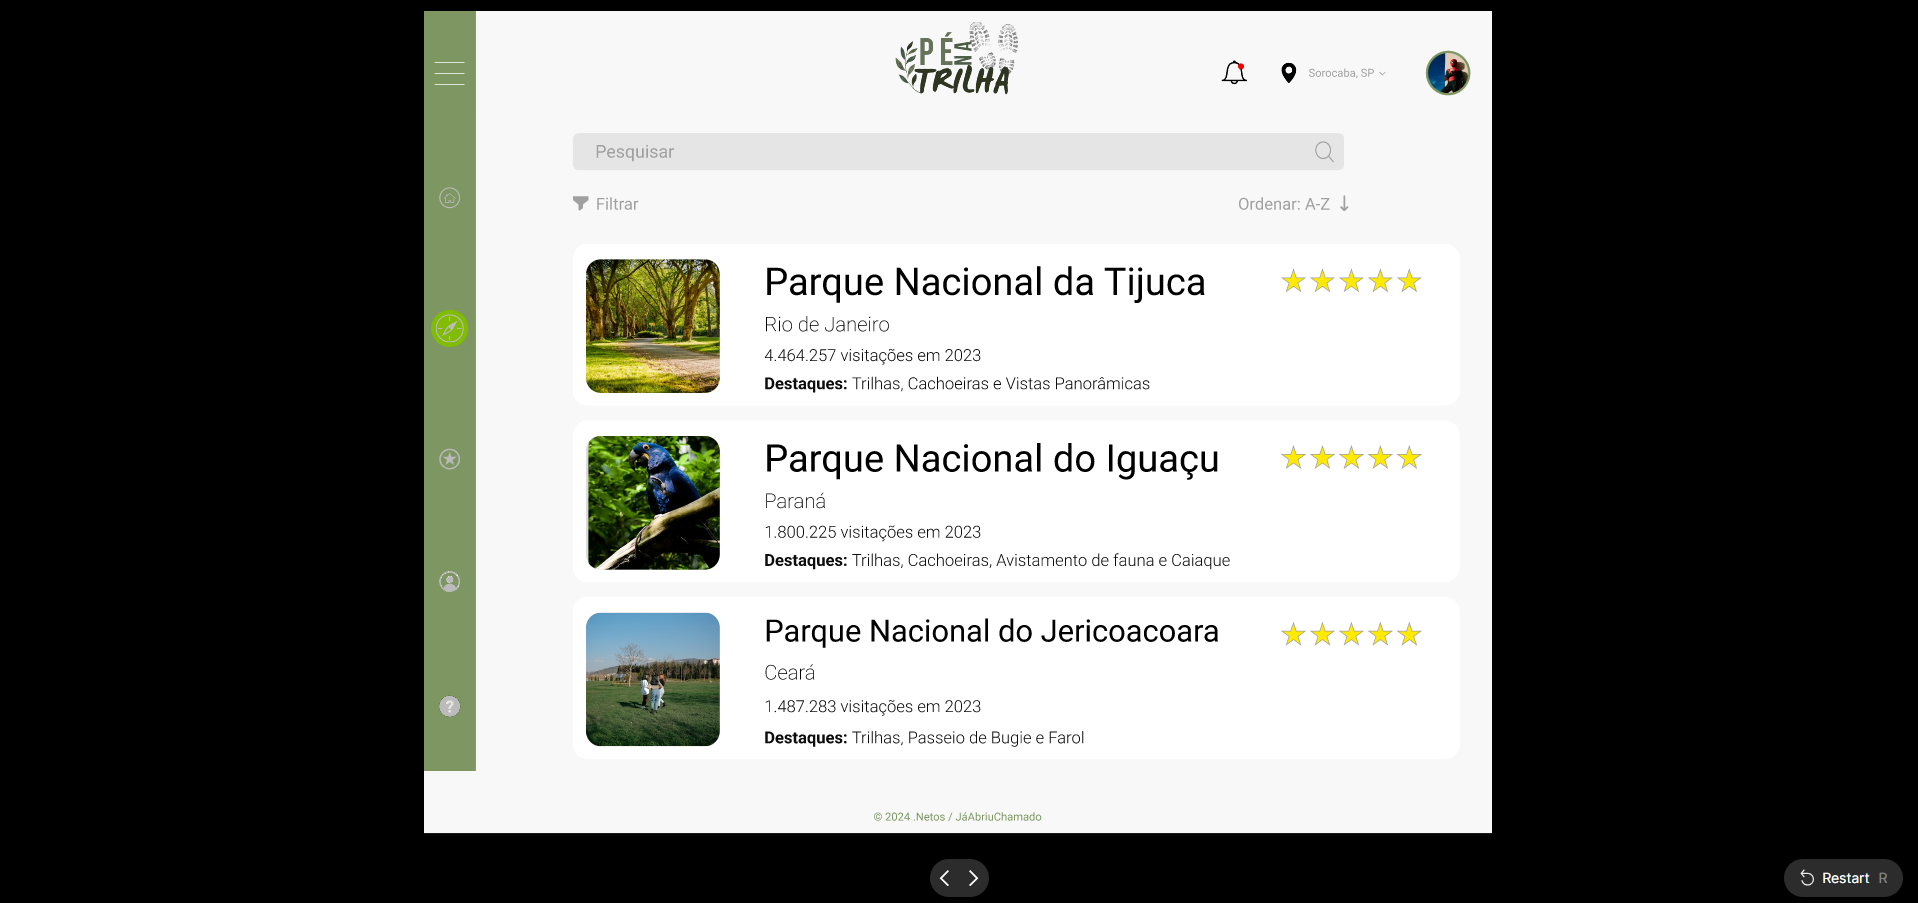 PÉ NA
TRILHA
Sorocaba, SP
Pesquisar
Filtrar
Ordenar: A-Z
Parque Nacional da Tijuca
Rio de Janeiro
4.464.257 visitações em 2023
Destaques: Trilhas, Cachoeiras e Vistas Panorâmicas
Parque Nacional do Iguaçu
Paraná
1.800.225 visitações em 2023
Destaques: Trilhas, Cachoeiras, Avistamento de fauna e Caiaque
Parque Nacional do Jericoacoara
Ceará
1.487.283 visitações em 2023
Destaques: Trilhas, Passeio de Bugie e Farol
?
© 2024 .Netos / JáAbriuChamado
Restart R